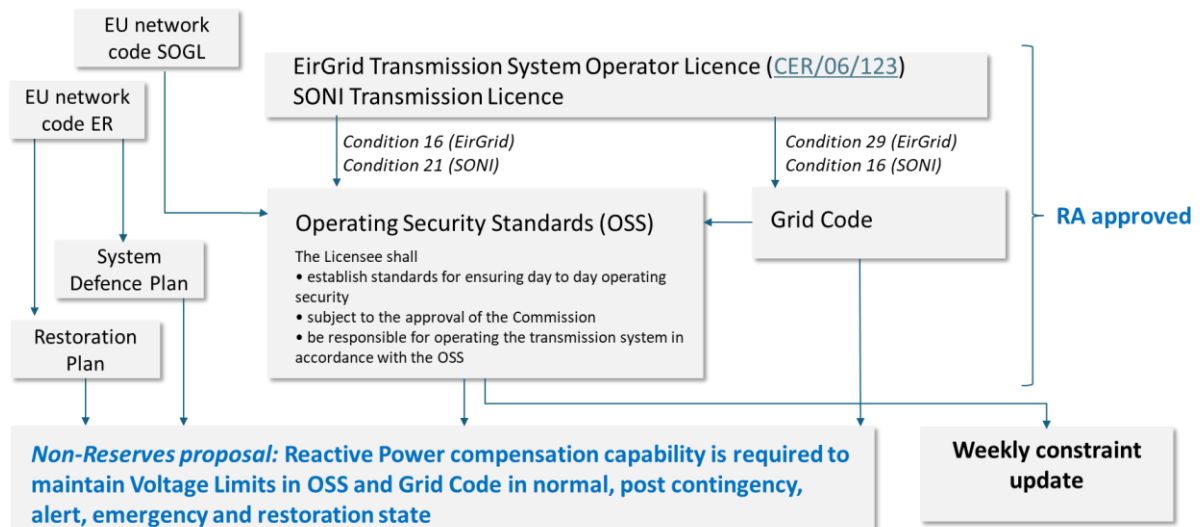 EU network
code SOGL
EirGrid Transmission System Operator Licence (CER/06/123)
SONI Transmission Licence
EU network
code ER
Condition 16 (EirGrid)
Condition 21 (SONI)
Condition 29 (EirGrid)
Condition 16 (SONI)
Operating Security Standards (OSS)
The Licensee shall
• establish standards for ensuring day to day operating
security
• subject to the approval of the Commission
• be responsible for operating the transmission system in
accordance with the OSS
Grid Code
RA approved
System
Defence Plan
Restoration
Plan
Non-Reserves proposal: Reactive Power compensation capability is required to
maintain Voltage Limits in OSS and Grid Code in normal, post contingency,
alert, emergency and restoration state
Weekly constraint
update